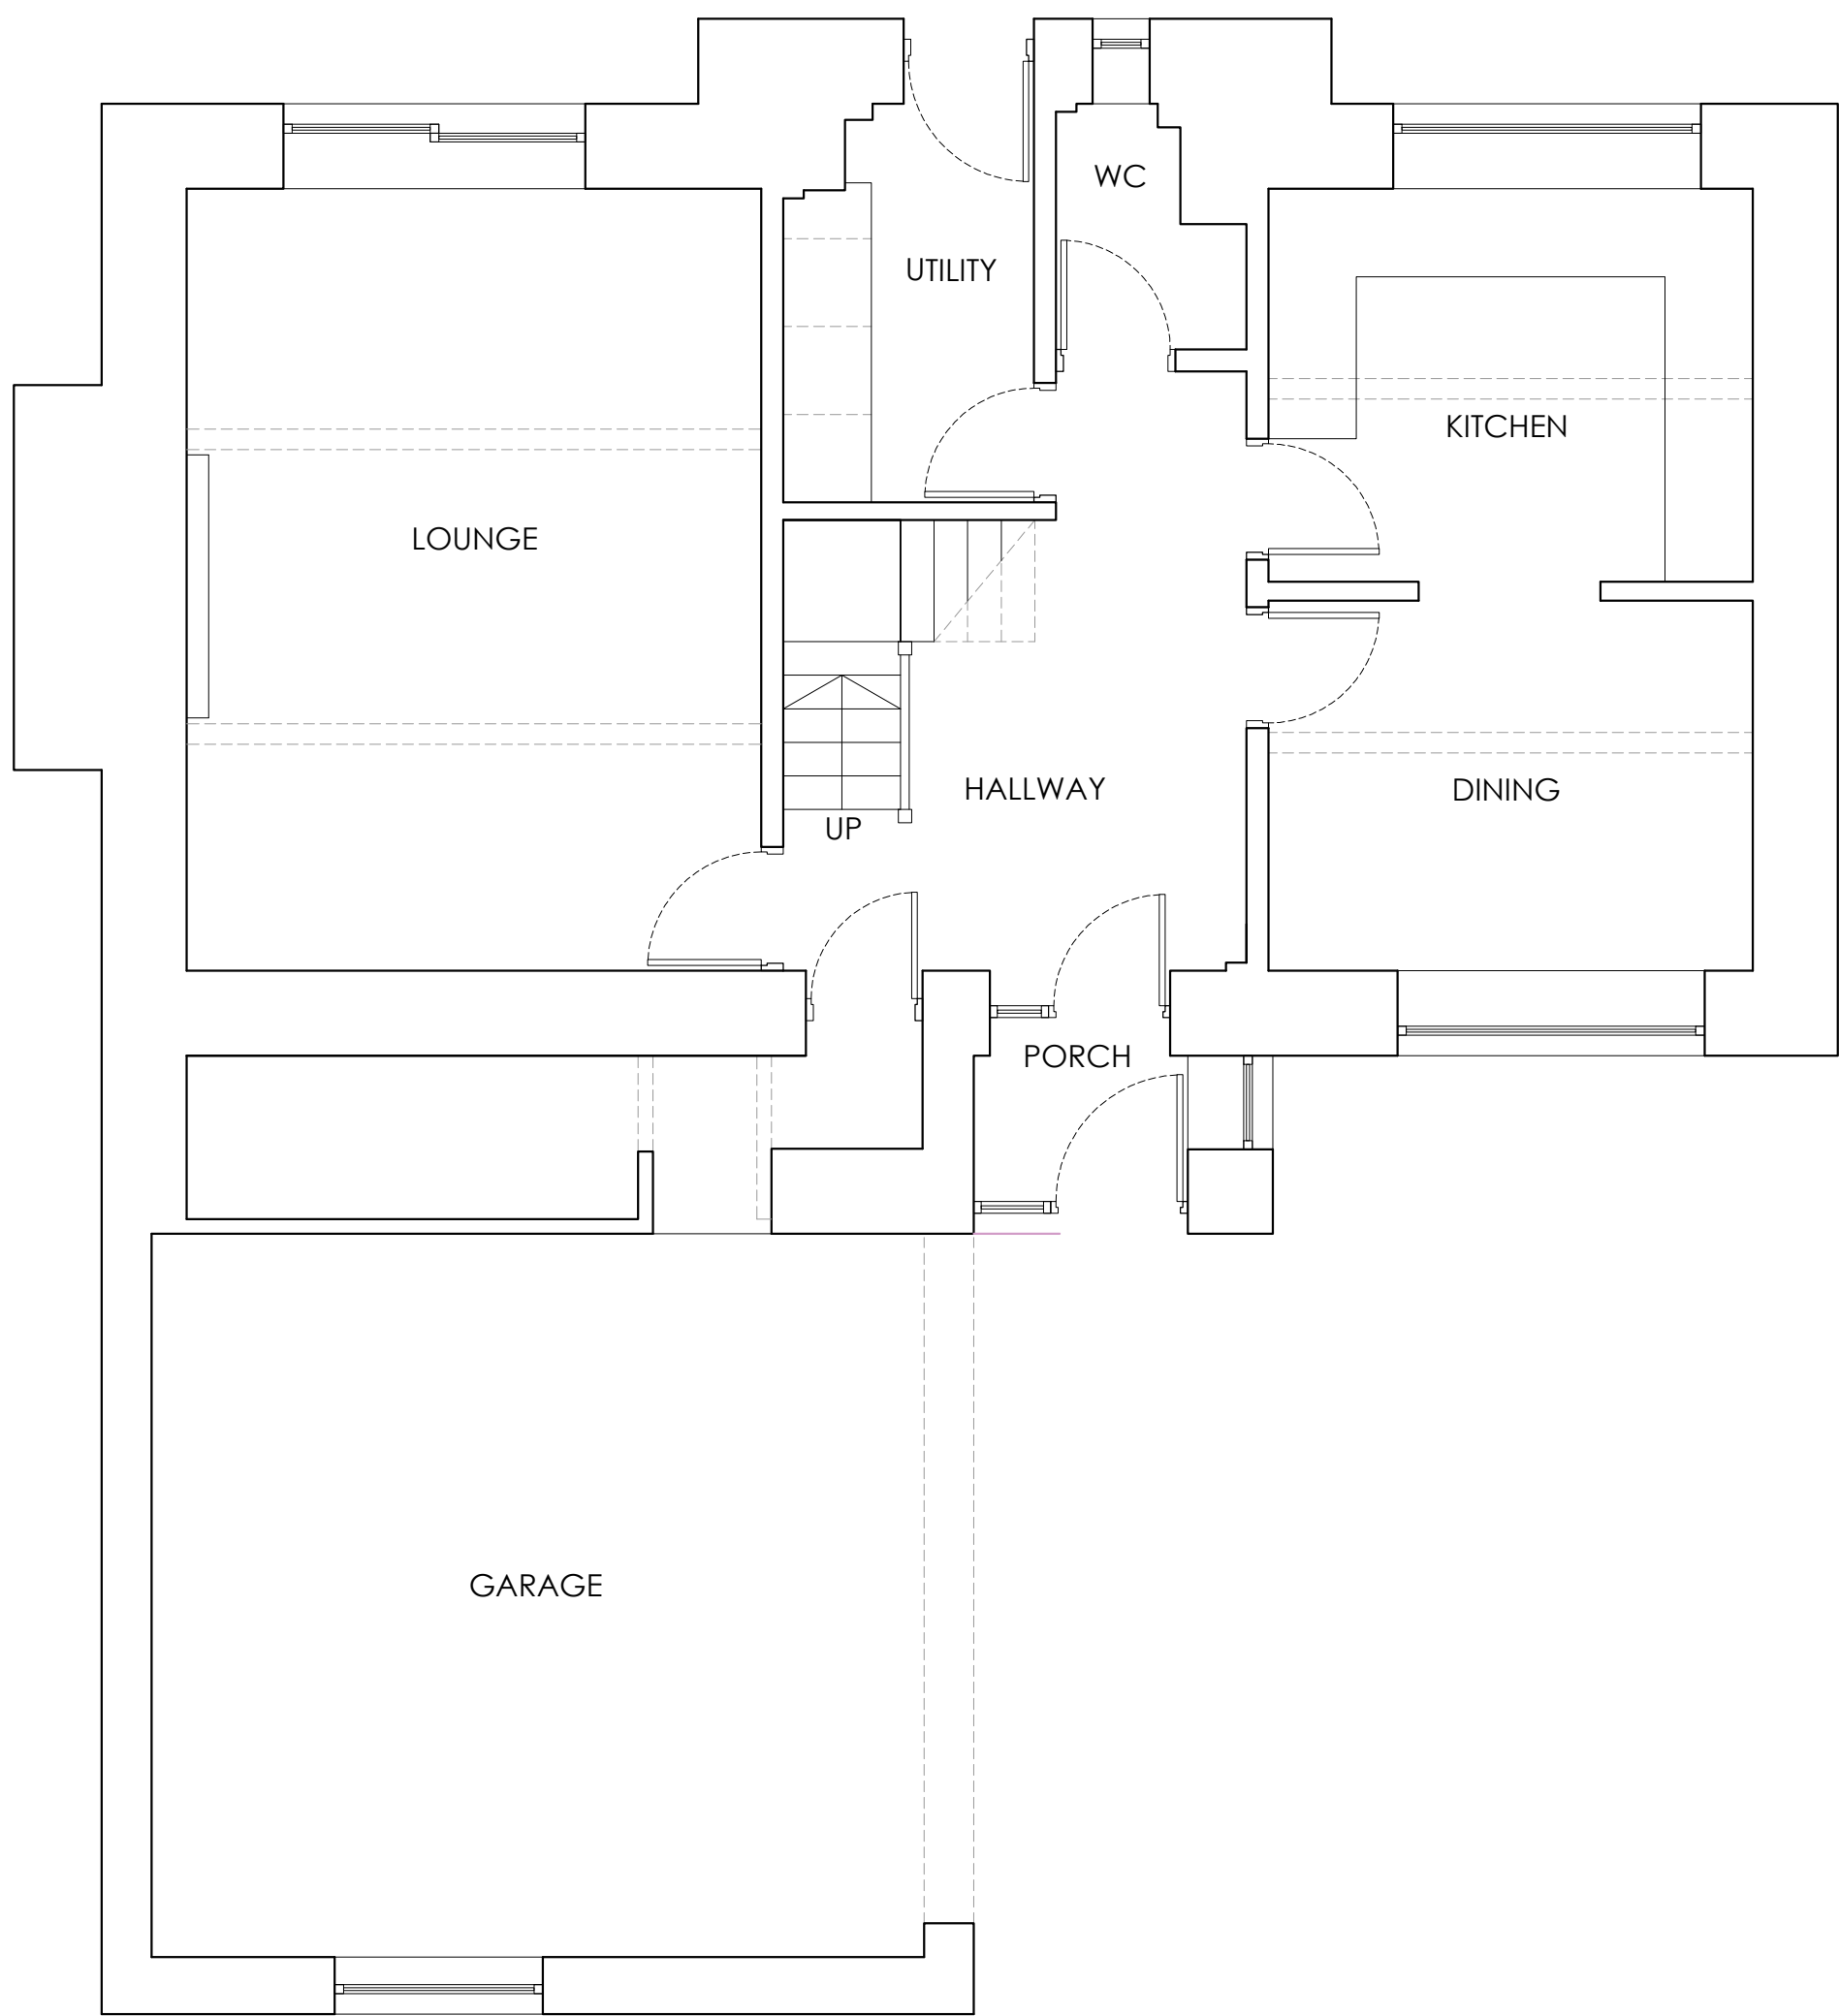 WC
UTILITY
KITCHEN
LOUNGE
HALLWAY
DINING
UP
PORCH
GARAGE